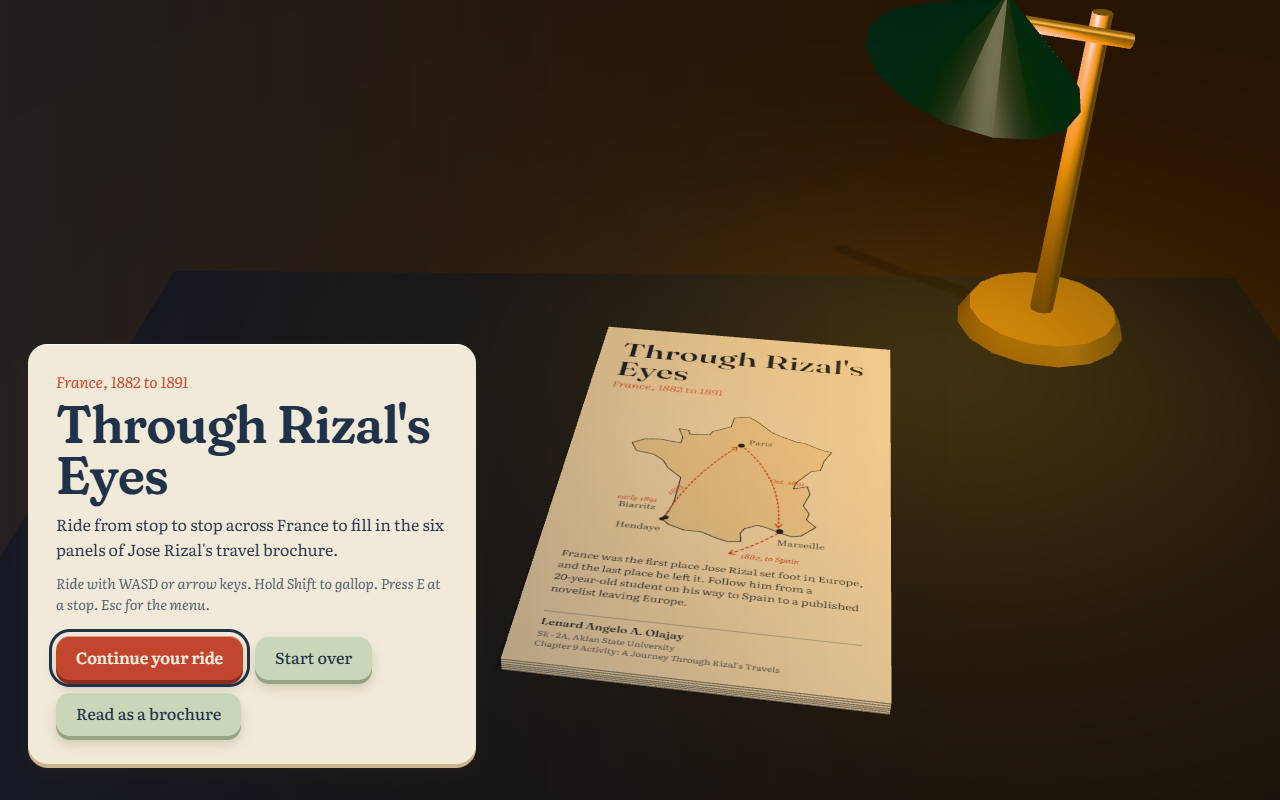 France, 1882 to 1891
Through Rizal's
Eyes
Ride from stop to stop across France to fill in the six
panels of Jose Rizal's travel brochure.
Ride with WASD or arrow keys. Hold Shift to gallop. Press E at
a stop. Esc for the menu.
Continue your ride
Start over
Read as a brochure
Through Rizal's
Eyes
France, 1882 to 1891
Paris
Oct. 1891
early 1891
Biarritz
Hendaye
Marseille
1882, to Spain
France was the first place Jose Rizal set foot in Europe,
and the last place he left it. Follow him from a
20-year-old student on his way to Spain to a published
novelist leaving Europe.
Lenard Angelo A. Olajay
SE - 2A, Aklan State University
Chapter 9 Activity: A Journey Through Rizal's Travels